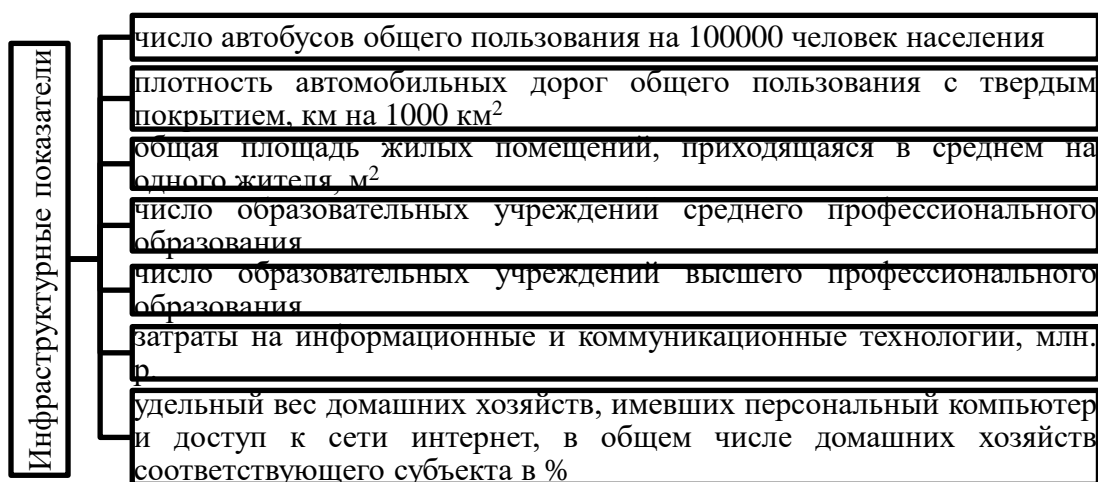 Инфраструктурные показатели
число автобусов общего пользования на 100000 человек населения
плотность автомобильных дорог общего пользования с твердым
покрытием, км на 1000 км²
общая площадь жилых помещений, приходящаяся в среднем на
одного жителя, м²
число образовательных учреждений среднего профессионального
образования
число образовательных учреждений высшего профессионального
образования
затраты на информационные и коммуникационные технологии, млн.
р.
удельный вес домашних хозяйств, имевших персональный компьютер
и доступ к сети интернет, в общем числе домашних хозяйств
соответствующего субъекта в %